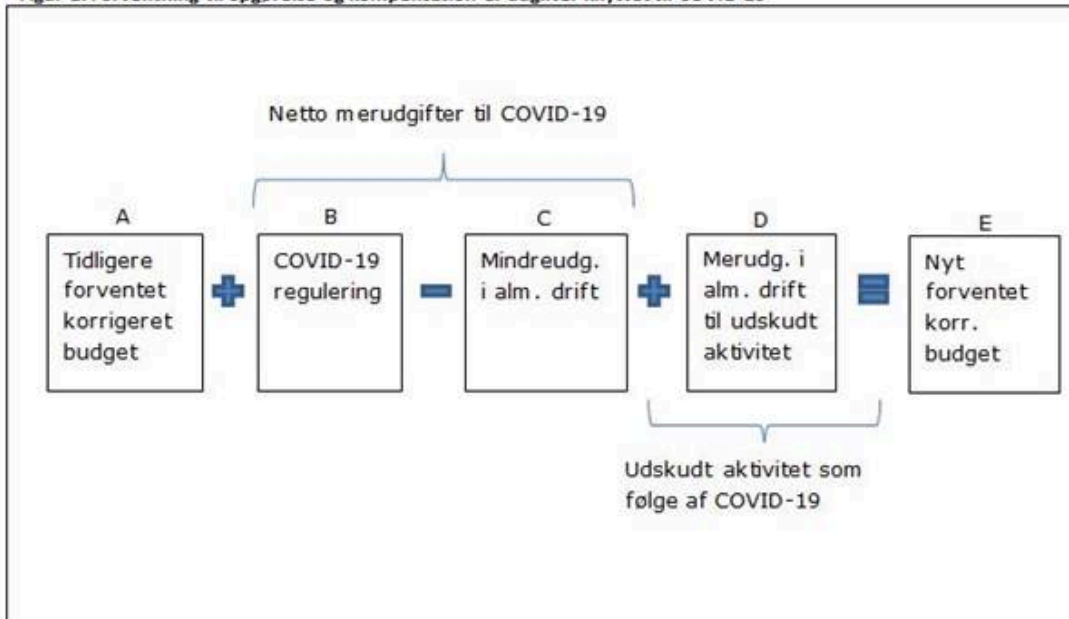 Netto merudgifter til COVID-19
A
B
C
D
E
Tidligere
forventet
korrigeret
budget
COVID-19
regulering
Mindreudg.
i alm. drift
Merudg. i
alm. drift
til udskudt
aktivitet
Nyt
forventet
korr.
budget
Udskudt aktivitet som
følge af COVID-19